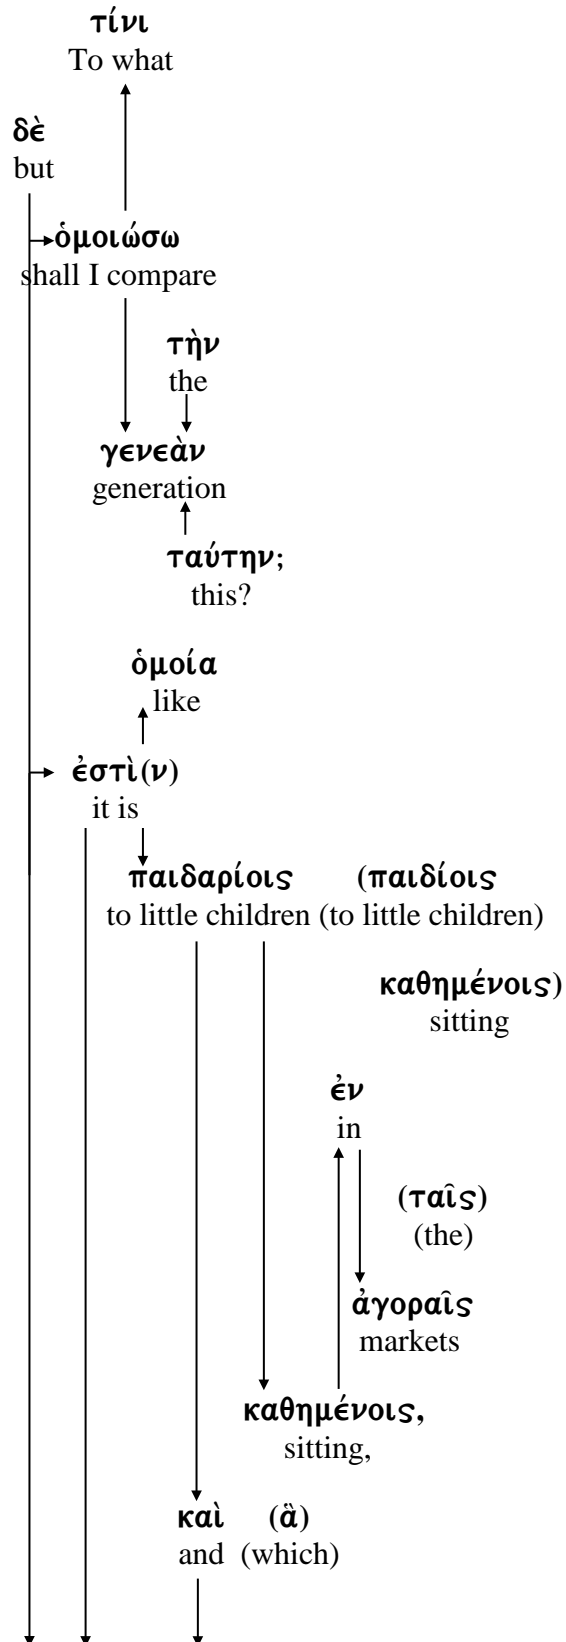 τίνι
To what
δὲ
but
ὁμοιώσω
shall I compare
τὴν
the
γενεὰν
generation
ταύτην;
this?
ὁμοία
like
ἐστὶ(ν)
it is
παιδαρίοις (παιδίοις
to little children (to little children)
καθημένοις)
sitting
ἐν
in
(ταῖς)
(the)
ἀγοραῖς
markets
καθημένοις,
sitting,
καὶ (ἃ)
and (which)